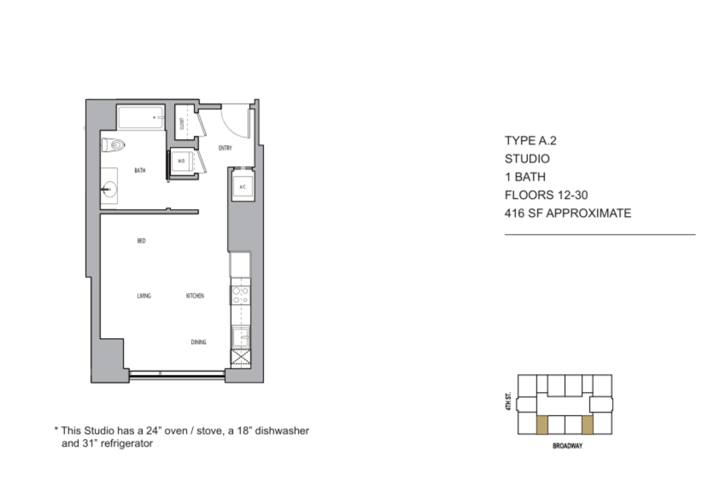 CLOSET
ENTRY
W/D
BATH
A/C
BED
LIVING
KITCHEN
DINING
TYPE A.2
STUDIO
1 BATH
FLOORS 12-30
416 SF APPROXIMATE
4TH ST.
BROADWAY
* This Studio has a 24” oven / stove, a 18” dishwasher
and 31” refrigerator